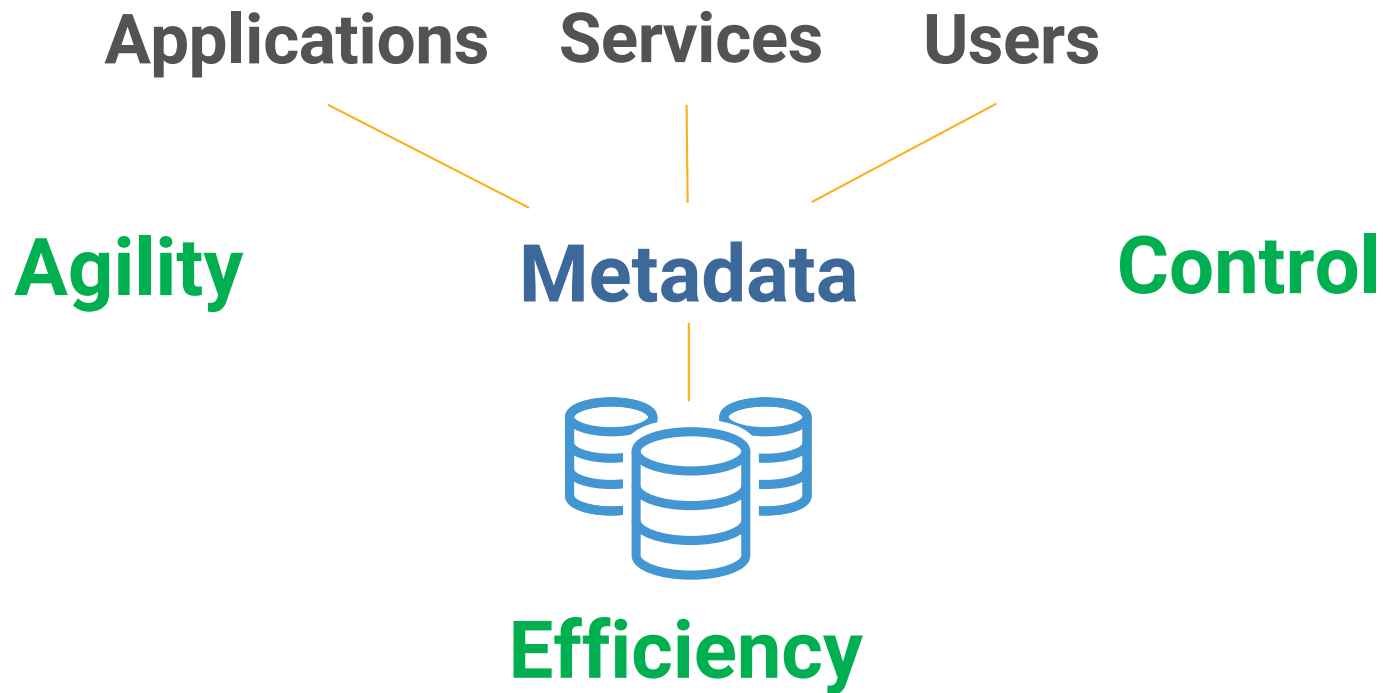 Applications Services Users
Agility Metadata Control
Efficiency